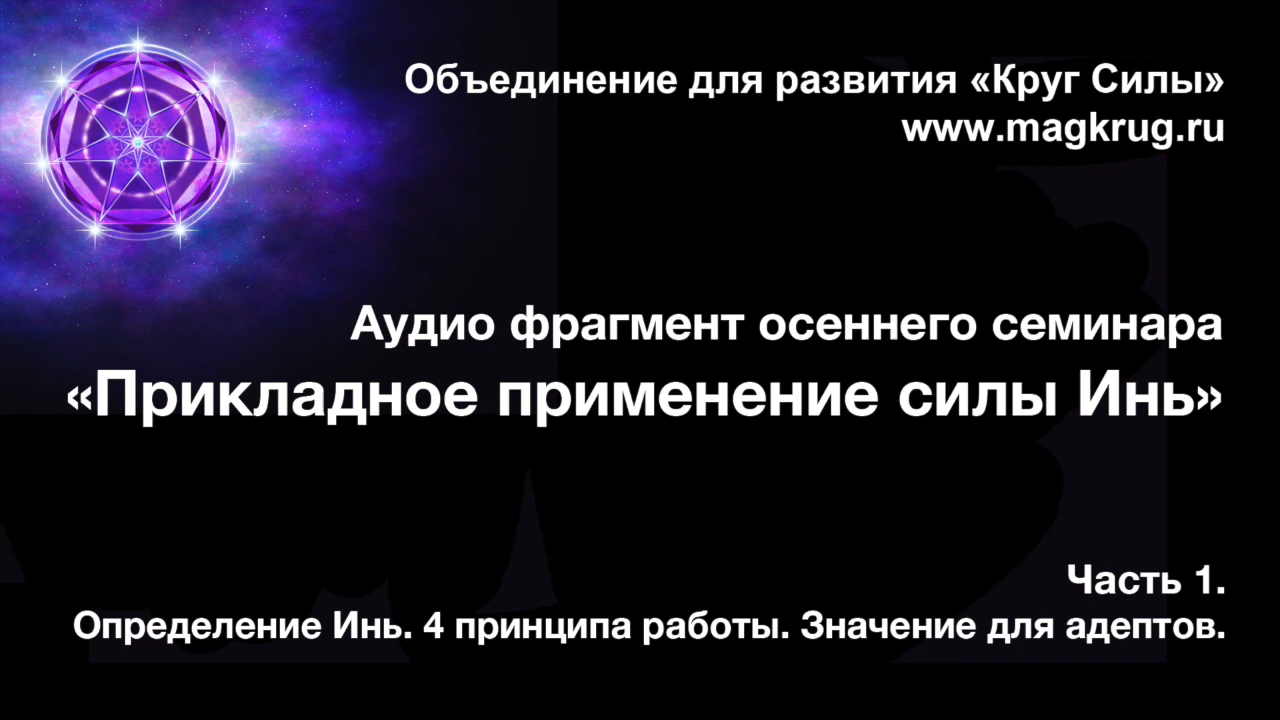 Объединение для развития «Круг Силы»
www.magkrug.ru
Аудио фрагмент осеннего семинара
«Прикладное применение силы Инь»
Часть 1.
Определение Инь. 4 принципа работы. Значение для адептов.